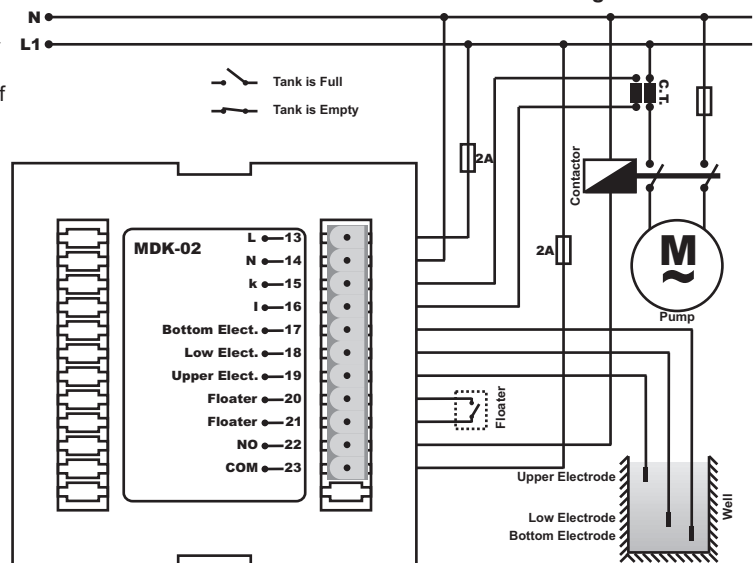 N
L1
f
Tank is Full
Tank is Empty
C.T.
2A
Contactor
2A
M
~
Pump
MDK-02
L 13
N 14
k 15
l 16
Bottom Elect. 17
Low Elect. 18
Upper Elect. 19
Floater 20
Floater 21
NO 22
COM 23
Floater
Upper Electrode
Low Electrode
Bottom Electrode
Well